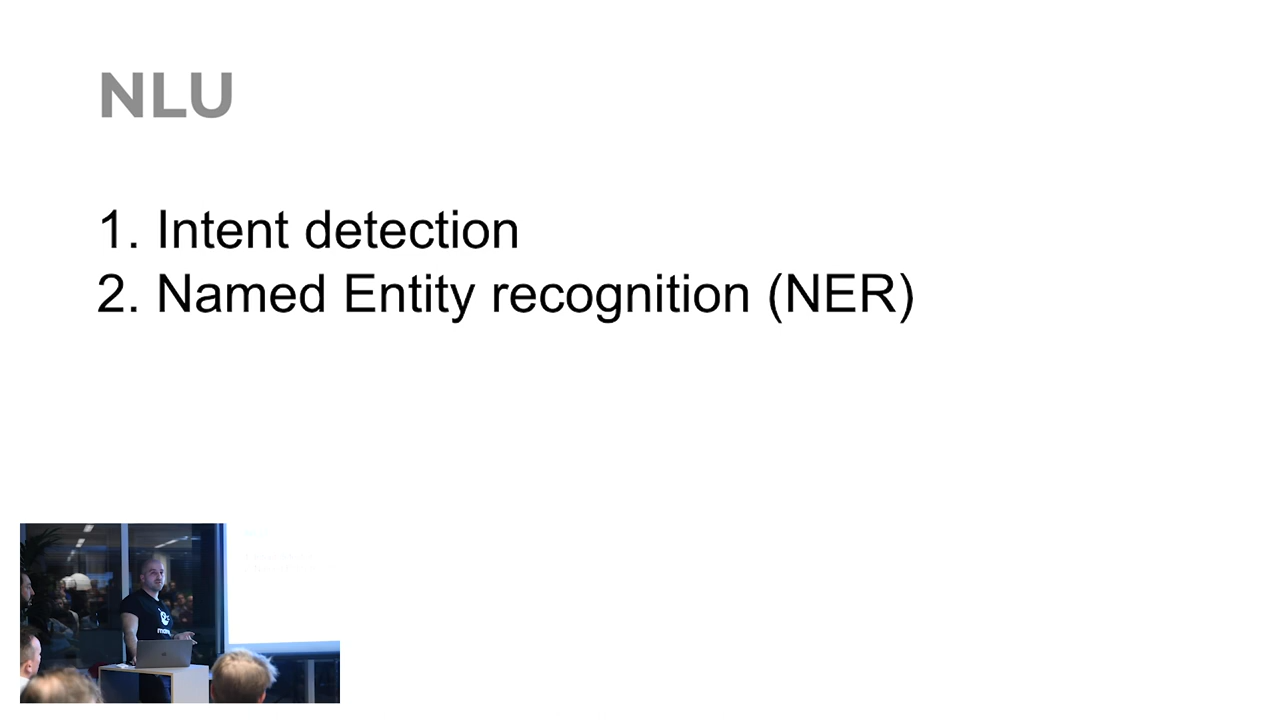 NLU
1. Intent detection
2. Named Entity recognition (NER)